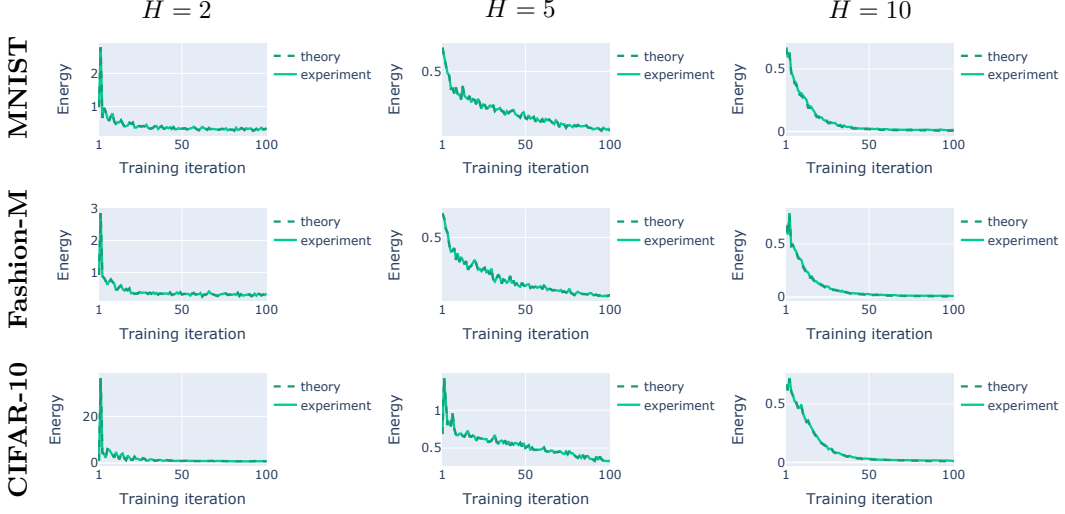 H = 2
H = 5
H = 10
MNIST
Energy
2
1
1
50
100
Training iteration
theory
experiment
Energy
0.5
1
50
100
Training iteration
theory
experiment
Energy
0.5
0
1
50
100
Training iteration
theory
experiment
Fashion-M
Energy
3
2
1
1
50
100
Training iteration
theory
experiment
Energy
0.5
1
50
100
Training iteration
theory
experiment
Energy
0.5
0
1
50
100
Training iteration
theory
experiment
CIFAR-10
Energy
20
0
1
50
100
Training iteration
theory
experiment
Energy
1
0.5
1
50
100
Training iteration
theory
experiment
Energy
0.5
0
1
50
100
Training iteration
theory
experiment